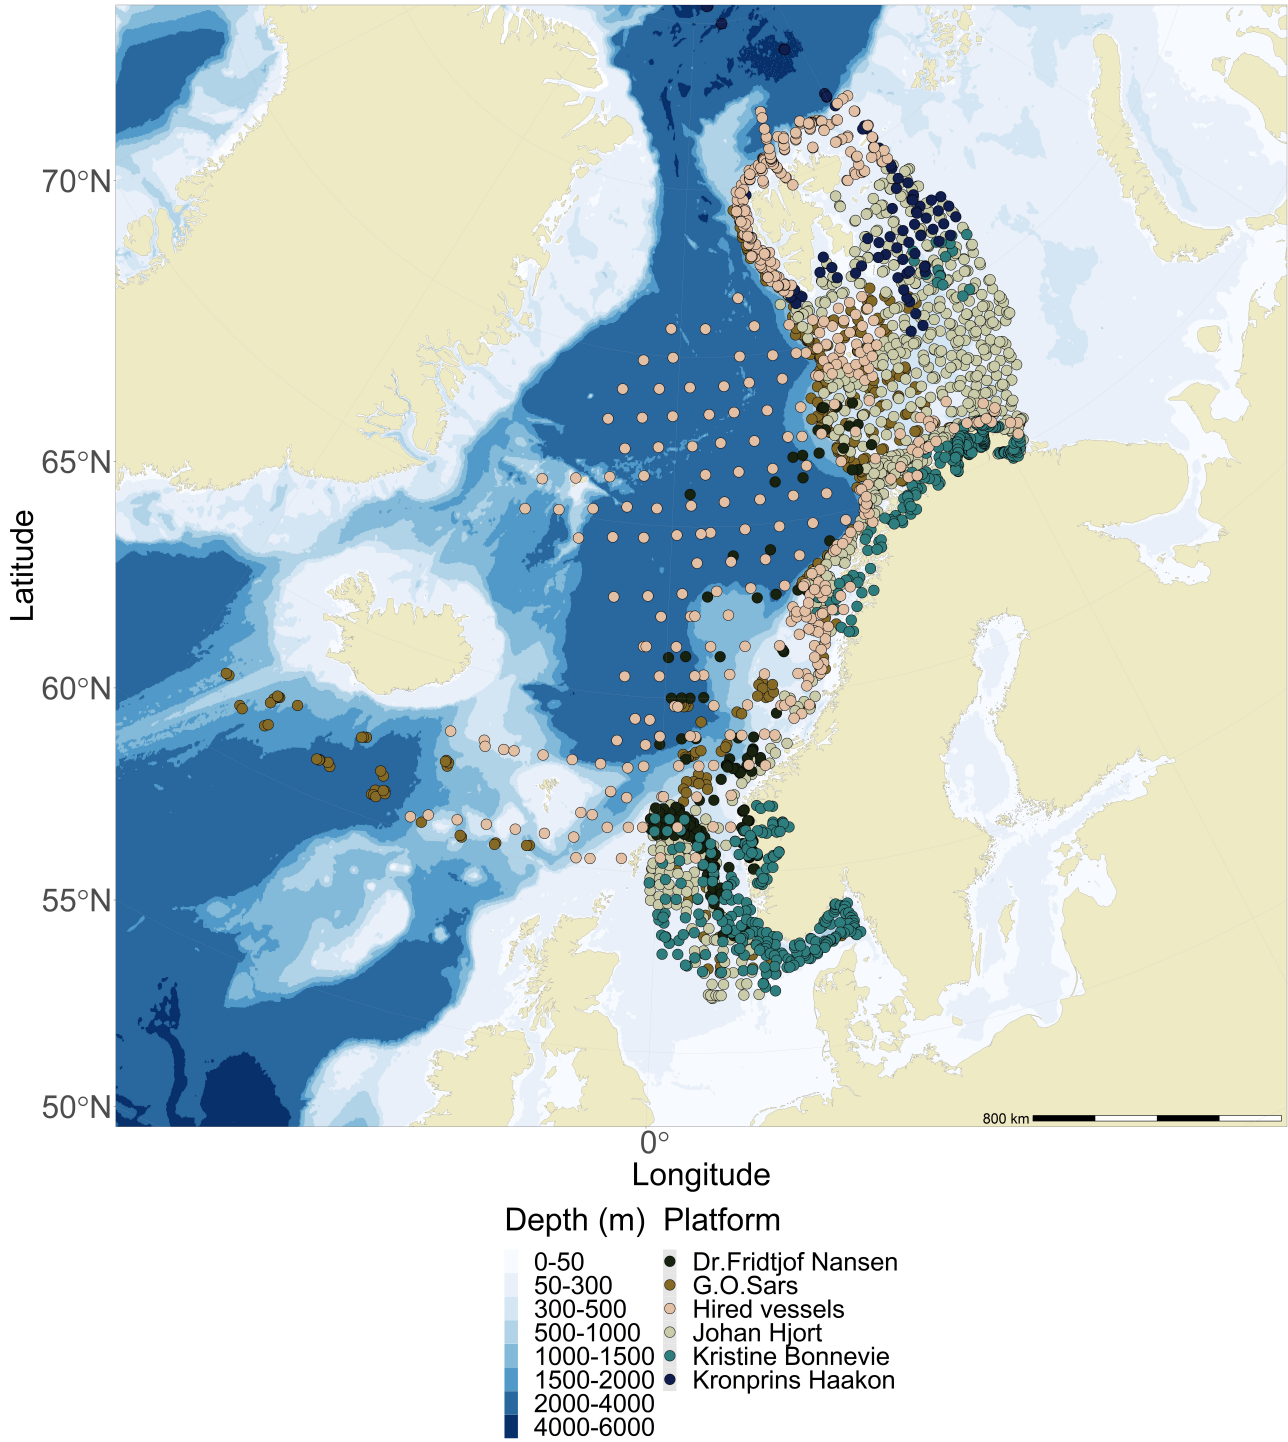 70°N
65°N
60°N
55°N
50°N
Latitude
800 km
0°
Longitude
Depth (m)
0-50
50-300
300-500
500-1000
1000-1500
1500-2000
2000-4000
4000-6000
Platform
Dr.Fridtjof Nansen
G.O.Sars
Hired vessels
Johan Hjort
Kristine Bonnevie
Kronprins Haakon